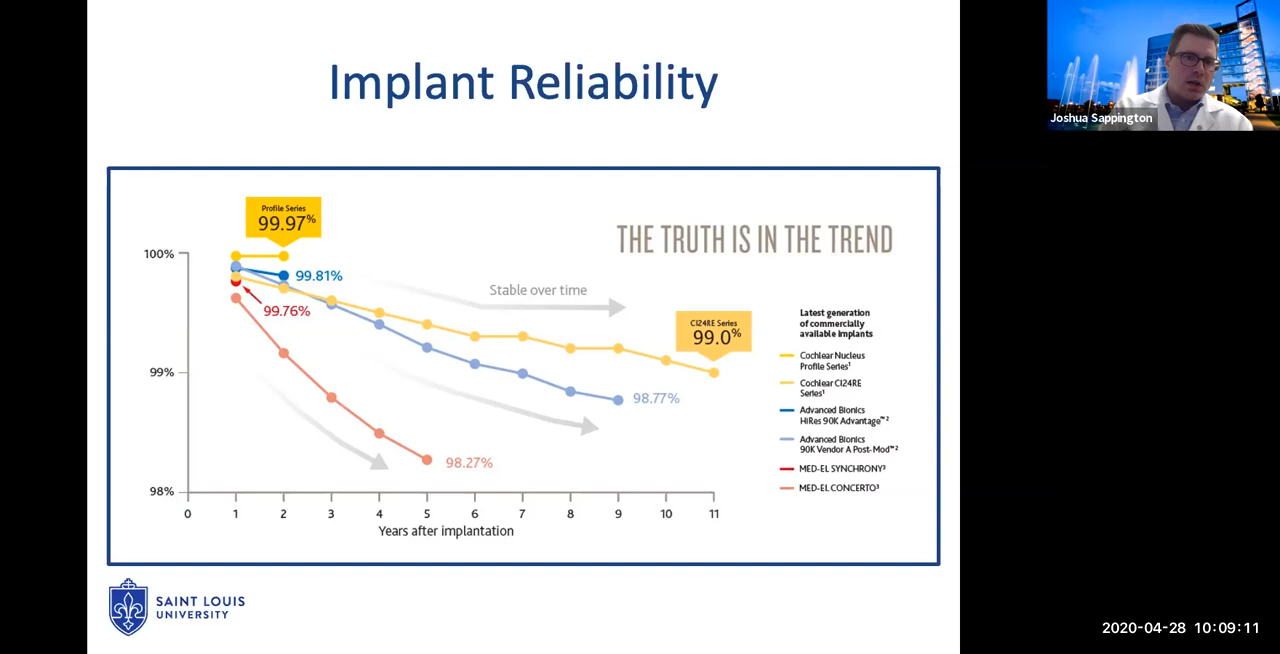 Implant Reliability
Joshua Sappington
Profile Series
99.97%
THE TRUTH IS IN THE TREND
100%
99.81%
Stable over time
99.76%
CI24RE Series
99.0%
Latest generation
of commercially
available implants
Cochlear Nucleus
Profile Series¹
99%
Cochlear CI24RE
Series¹
98.77%
Advanced Bionics
HiRes 90K Advantage™²
Advanced Bionics
90K Vendor A Post-Mod™²
98.27%
MED-EL SYNCHRONY³
MED-EL CONCERTO³
98%
0 1 2 3 4 5 6 7 8 9 10 11
Years after implantation
SAINT LOUIS
UNIVERSITY
2020-04-28 10:09:11